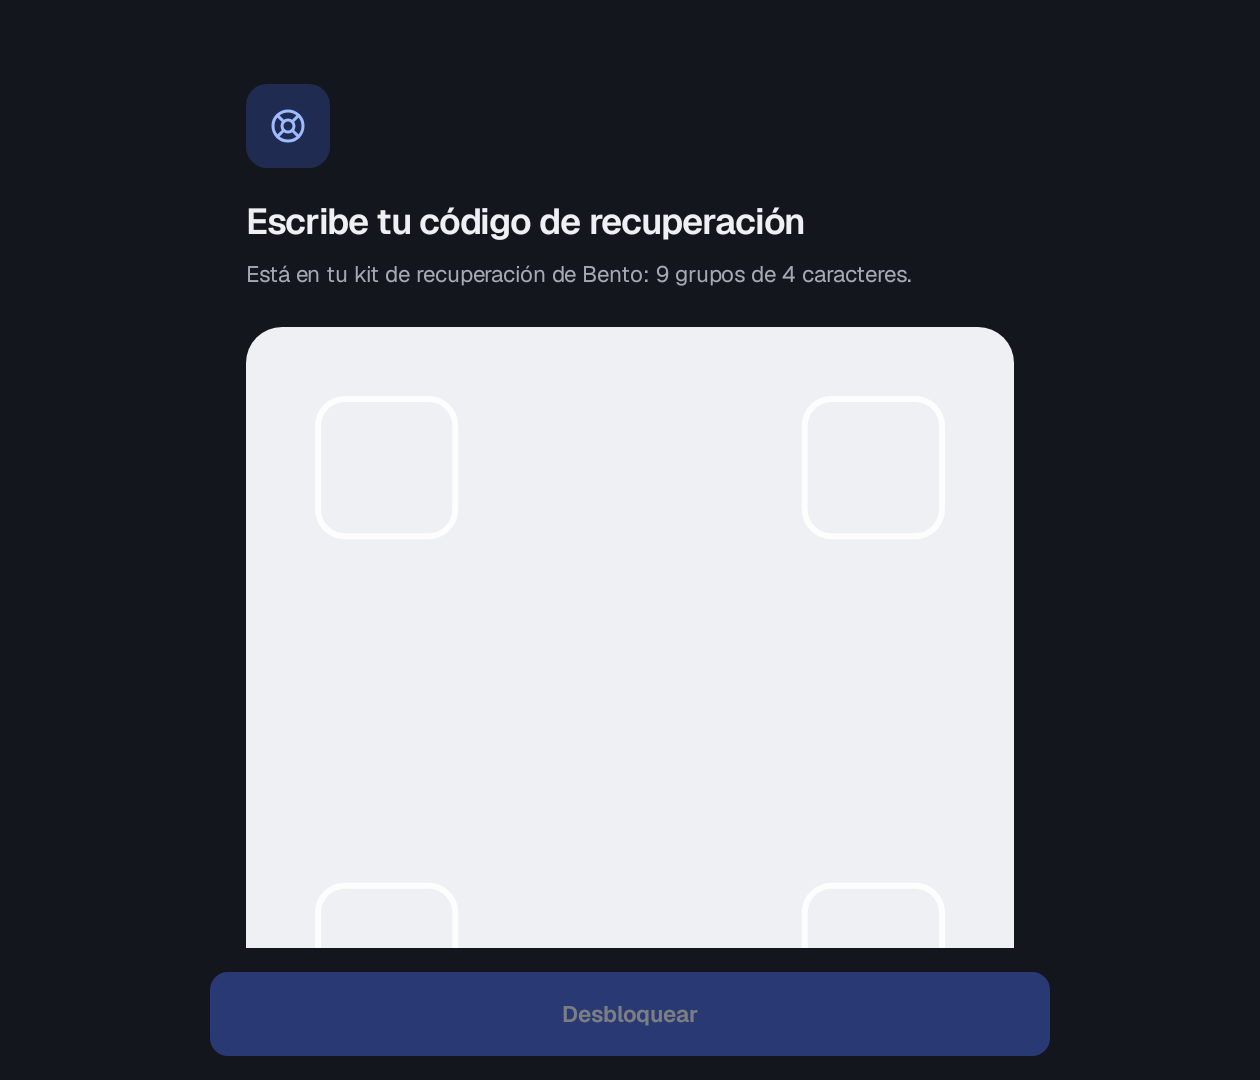 Escribe tu código de recuperación
Está en tu kit de recuperación de Bento: 9 grupos de 4 caracteres.
Desbloquear